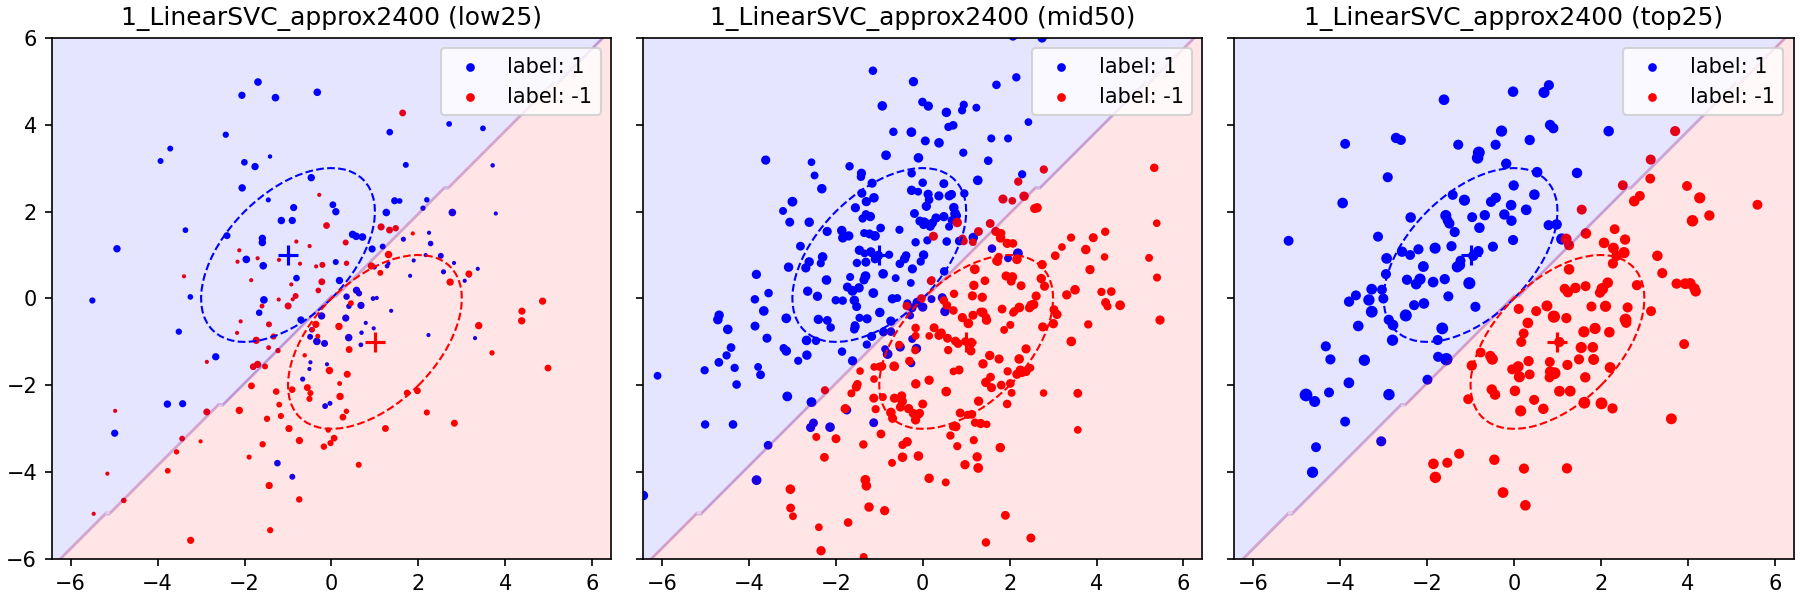 1_LinearSVC_approx2400 (low25)
1_LinearSVC_approx2400 (mid50)
1_LinearSVC_approx2400 (top25)
label: 1
label: -1
label: 1
label: -1
label: 1
label: -1
6
4
2
0
−2
−4
−6
−6 −4 −2 0 2 4 6
−6 −4 −2 0 2 4 6
−6 −4 −2 0 2 4 6